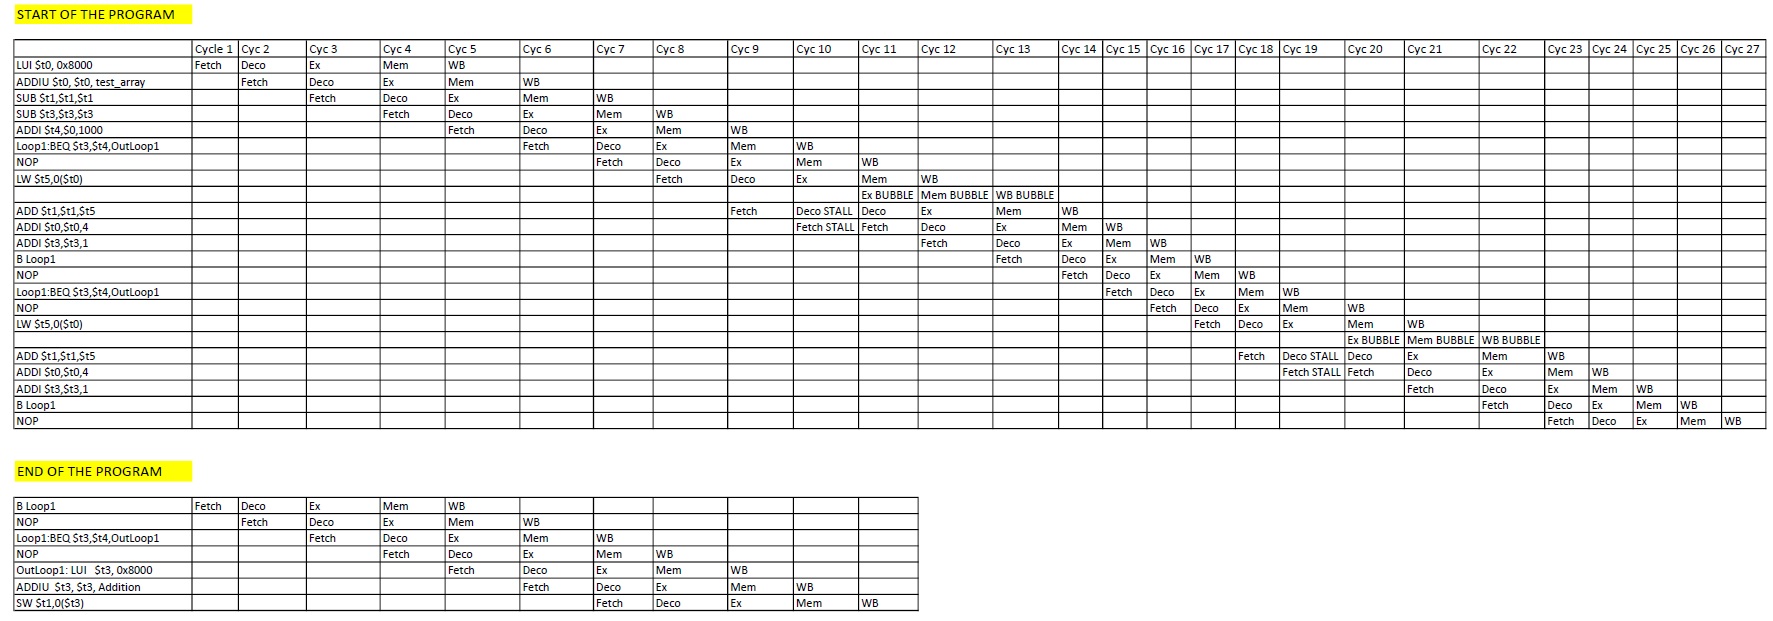 START OF THE PROGRAM
Cycle 1 Cyc 2 Cyc 3 Cyc 4 Cyc 5 Cyc 6 Cyc 7 Cyc 8 Cyc 9 Cyc 10 Cyc 11 Cyc 12 Cyc 13 Cyc 14 Cyc 15 Cyc 16 Cyc 17 Cyc 18 Cyc 19 Cyc 20 Cyc 21 Cyc 22 Cyc 23 Cyc 24 Cyc 25 Cyc 26 Cyc 27
LUI $t0, 0x8000 Fetch Deco Ex Mem WB
ADDIU $t0, $t0, test_array Fetch Deco Ex Mem WB
SUB $t1,$t1,$t1 Fetch Deco Ex Mem WB
SUB $t3,$t3,$t3 Fetch Deco Ex Mem WB
ADDI $t4,$0,1000 Fetch Deco Ex Mem WB
Loop1:BEQ $t3,$t4,OutLoop1 Fetch Deco Ex Mem WB
NOP Fetch Deco Ex Mem WB
LW $t5,0($t0) Fetch Deco Ex Mem WB
Ex BUBBLE Mem BUBBLE WB BUBBLE
ADD $t1,$t1,$t5 Fetch Deco STALL Deco Ex Mem WB
ADDI $t0,$t0,4 Fetch STALL Fetch Deco Ex Mem WB
ADDI $t3,$t3,1 Fetch Deco Ex Mem WB
B Loop1 Fetch Deco Ex Mem WB
NOP Fetch Deco Ex Mem WB
Loop1:BEQ $t3,$t4,OutLoop1 Fetch Deco Ex Mem WB
NOP Fetch Deco Ex Mem WB
LW $t5,0($t0) Fetch Deco Ex Mem WB
Ex BUBBLE Mem BUBBLE WB BUBBLE
ADD $t1,$t1,$t5 Fetch Deco STALL Deco Ex Mem WB
ADDI $t0,$t0,4 Fetch STALL Fetch Deco Ex Mem WB
ADDI $t3,$t3,1 Fetch Deco Ex Mem WB
B Loop1 Fetch Deco Ex Mem WB
NOP Fetch Deco Ex Mem WB
END OF THE PROGRAM
B Loop1 Fetch Deco Ex Mem WB
NOP Fetch Deco Ex Mem WB
Loop1:BEQ $t3,$t4,OutLoop1 Fetch Deco Ex Mem WB
NOP Fetch Deco Ex Mem WB
OutLoop1: LUI $t3, 0x8000 Fetch Deco Ex Mem WB
ADDIU $t3, $t3, Addition Fetch Deco Ex Mem WB
SW $t1,0($t3) Fetch Deco Ex Mem WB